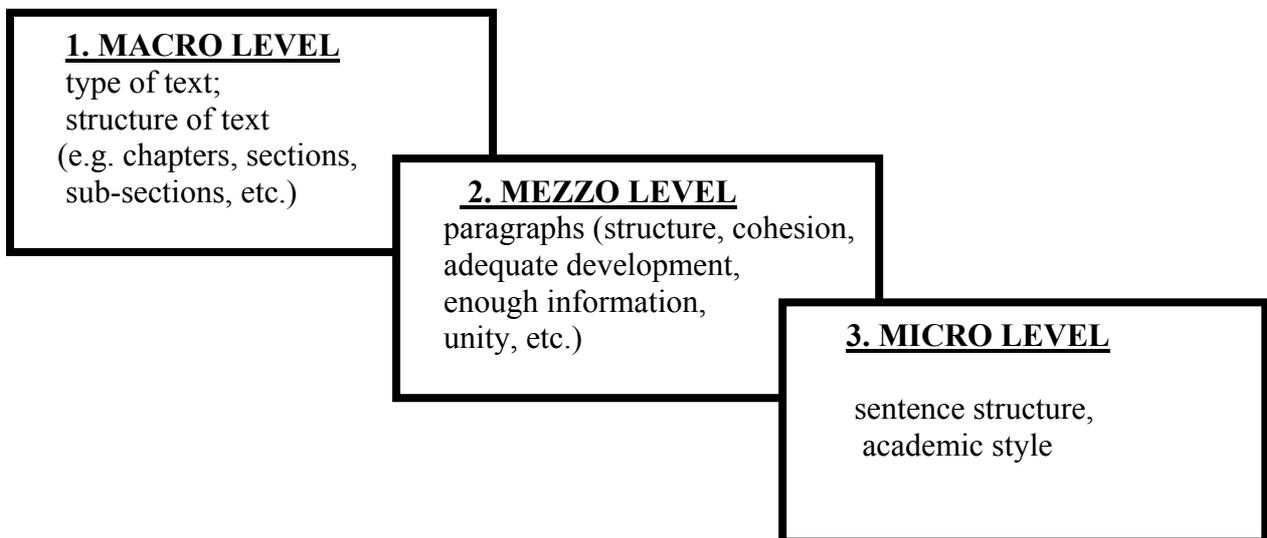 1. MACRO LEVEL
type of text;
structure of text
(e.g. chapters, sections,
sub-sections, etc.)
2. MEZZO LEVEL
paragraphs (structure, cohesion,
adequate development,
enough information,
unity, etc.)
3. MICRO LEVEL
sentence structure,
academic style